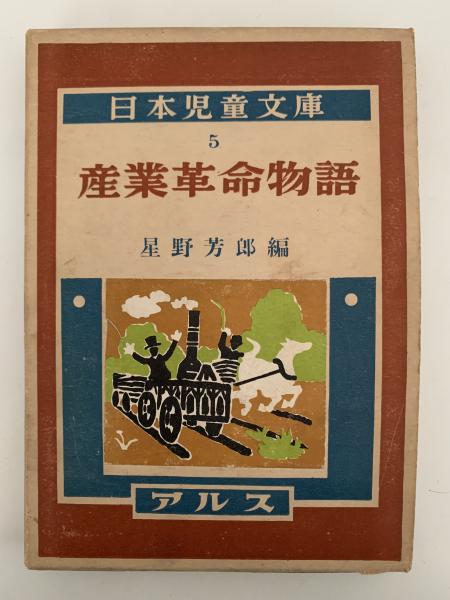 日本児童文庫
5
産業革命物語
星野芳郎編
アルス